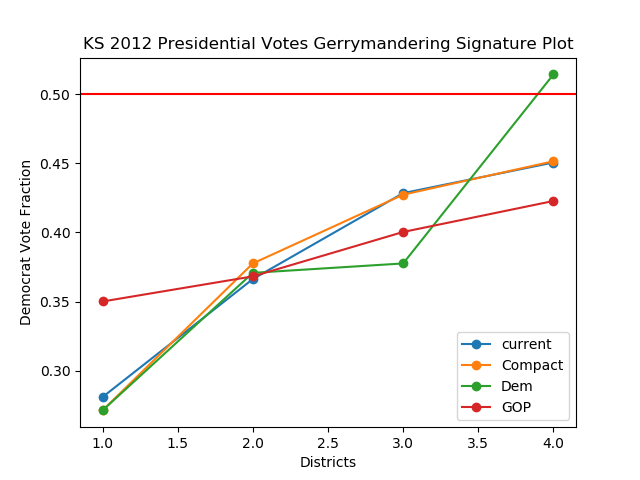 KS 2012 Presidential Votes Gerrymandering Signature Plot
Democrat Vote Fraction
0.50
0.45
0.40
0.35
0.30
current
Compact
Dem
GOP
1.0 1.5 2.0 2.5 3.0 3.5 4.0
Districts